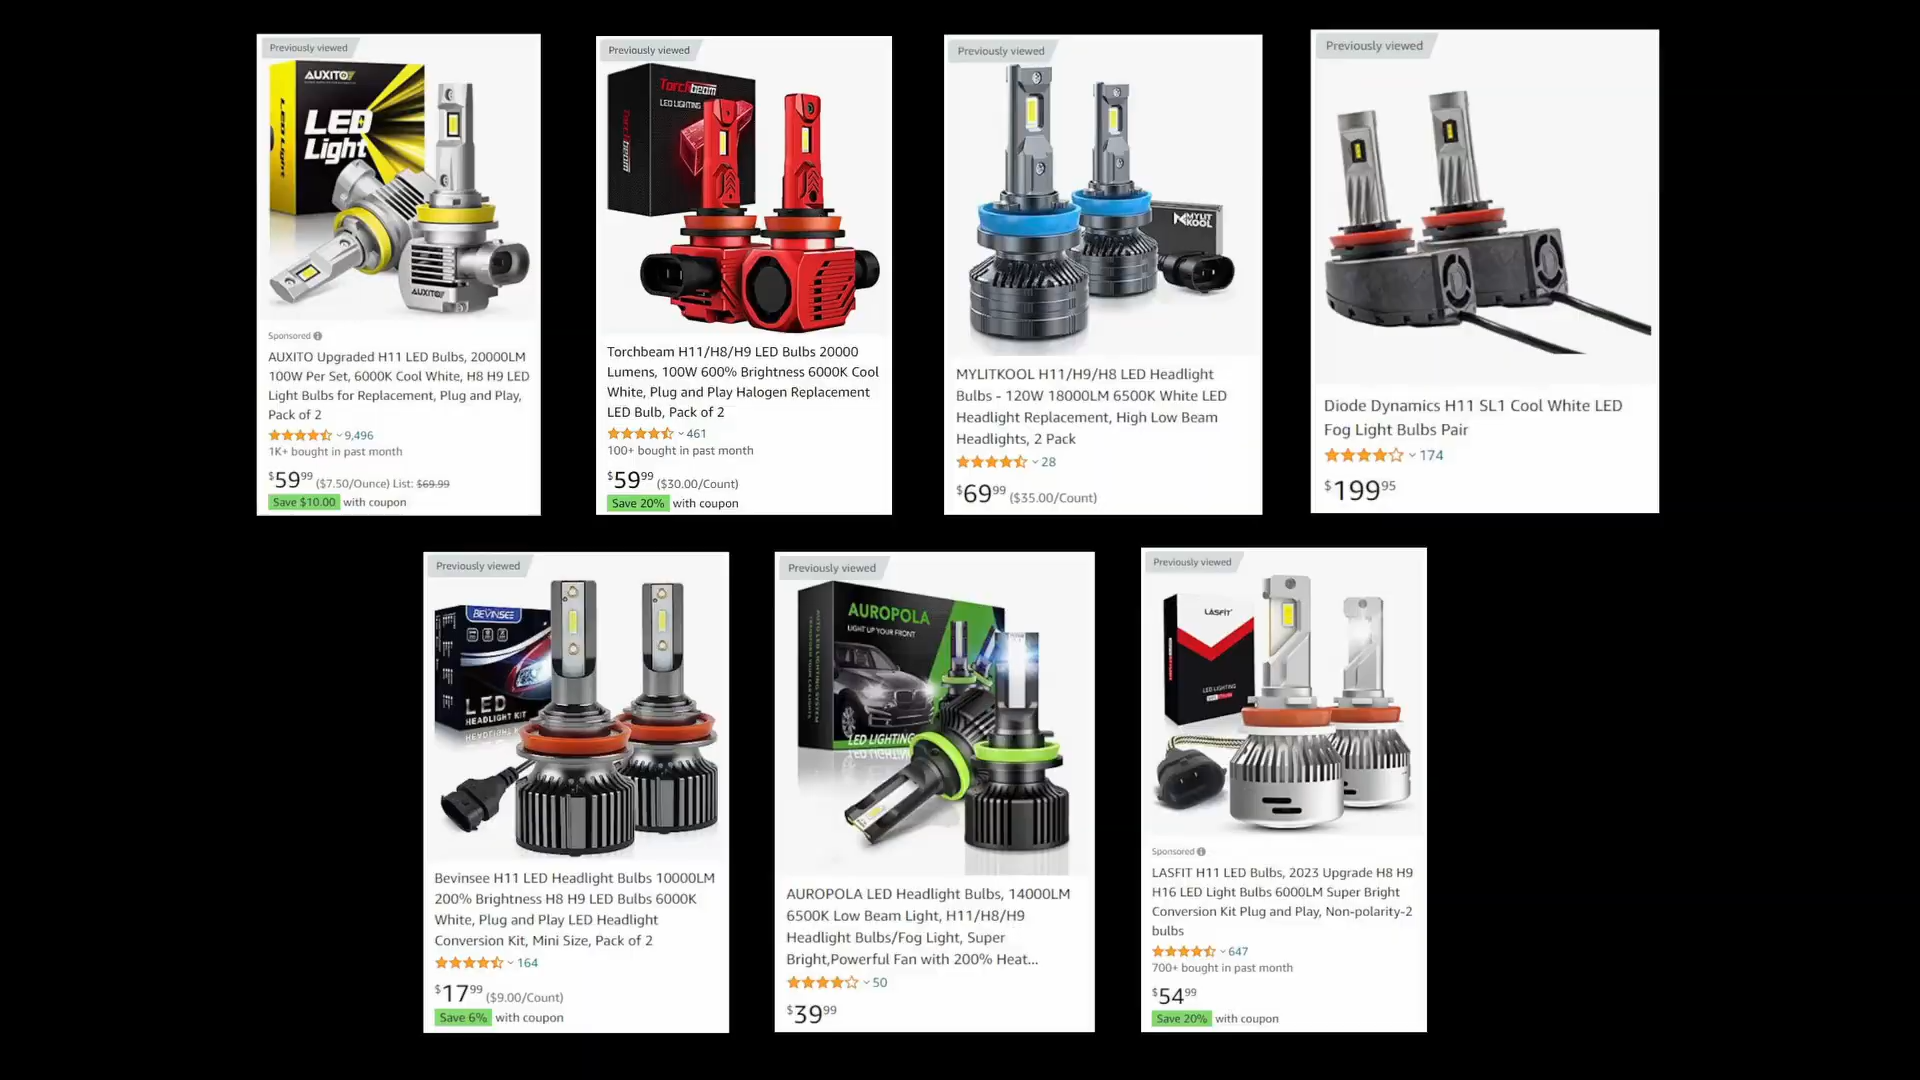 Previously viewed
AUXITO
LED
Light
LED Light
AUXITO
Sponsored
AUXITO Upgraded H11 LED Bulbs, 20000LM
100W Per Set, 6000K Cool White, H8 H9 LED
Light Bulbs for Replacement, Plug and Play,
Pack of 2
9,496
1K+ bought in past month
$59.99 ($7.50/Ounce) List: $69.99
Save $10.00 with coupon
Previously viewed
Torchbeam
LED LIGHTING
Torchbeam
Torchbeam H11/H8/H9 LED Bulbs 20000
Lumens, 100W 600% Brightness 6000K Cool
White, Plug and Play Halogen Replacement
LED Bulb, Pack of 2
461
100+ bought in past month
$59.99 ($30.00/Count)
Save 20% with coupon
Previously viewed
MYLIT
KOOL
MYLITKOOL H11/H9/H8 LED Headlight
Bulbs - 120W 18000LM 6500K White LED
Headlight Replacement, High Low Beam
Headlights, 2 Pack
28
$69.99 ($35.00/Count)
Previously viewed
Diode Dynamics H11 SL1 Cool White LED
Fog Light Bulbs Pair
174
$199.95
Previously viewed
BEVINSEE
LED
HEADLIGHT KIT
Bevinsee H11 LED Headlight Bulbs 10000LM
200% Brightness H8 H9 LED Bulbs 6000K
White, Plug and Play LED Headlight
Conversion Kit, Mini Size, Pack of 2
164
$17.99 ($9.00/Count)
Save 6% with coupon
Previously viewed
AUROPOLA
LIGHT UP YOUR FRONT
LED LIGHTING
AUROPOLA LED Headlight Bulbs, 14000LM
6500K Low Beam Light, H11/H8/H9
Headlight Bulbs/Fog Light, Super
Bright,Powerful Fan with 200% Heat...
50
$39.99
Previously viewed
LASFIT
LED LIGHTING
Sponsored
LASFIT H11 LED Bulbs, 2023 Upgrade H8 H9
H16 LED Light Bulbs 6000LM Super Bright
Conversion Kit Plug and Play, Non-polarity-2
bulbs
647
700+ bought in past month
$54.99
Save 20% with coupon